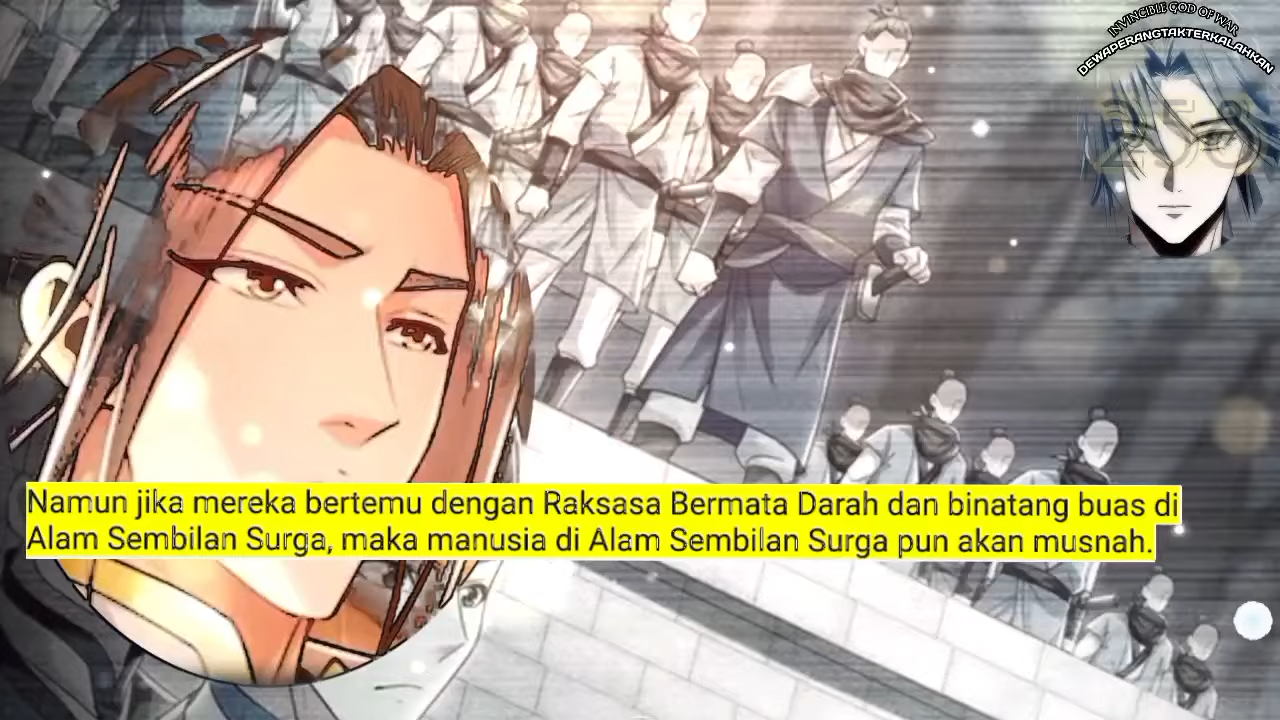 INVINCIBLE GOD OF WAR
DEWAPERANGTAKTERKALAHKAN
258
Namun jika mereka bertemu dengan Raksasa Bermata Darah dan binatang buas di
Alam Sembilan Surga, maka manusia di Alam Sembilan Surga pun akan musnah.